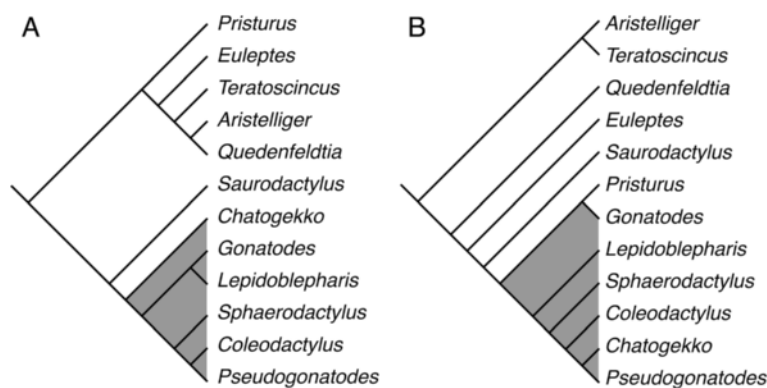 A
Pristurus
Euleptes
Teratoscincus
Aristelliger
Quedenfeldtia
Saurodactylus
Chatogekko
Gonatodes
Lepidoblepharis
Sphaerodactylus
Coleodactylus
Pseudogonatodes
B
Aristelliger
Teratoscincus
Quedenfeldtia
Euleptes
Saurodactylus
Pristurus
Gonatodes
Lepidoblepharis
Sphaerodactylus
Coleodactylus
Chatogekko
Pseudogonatodes